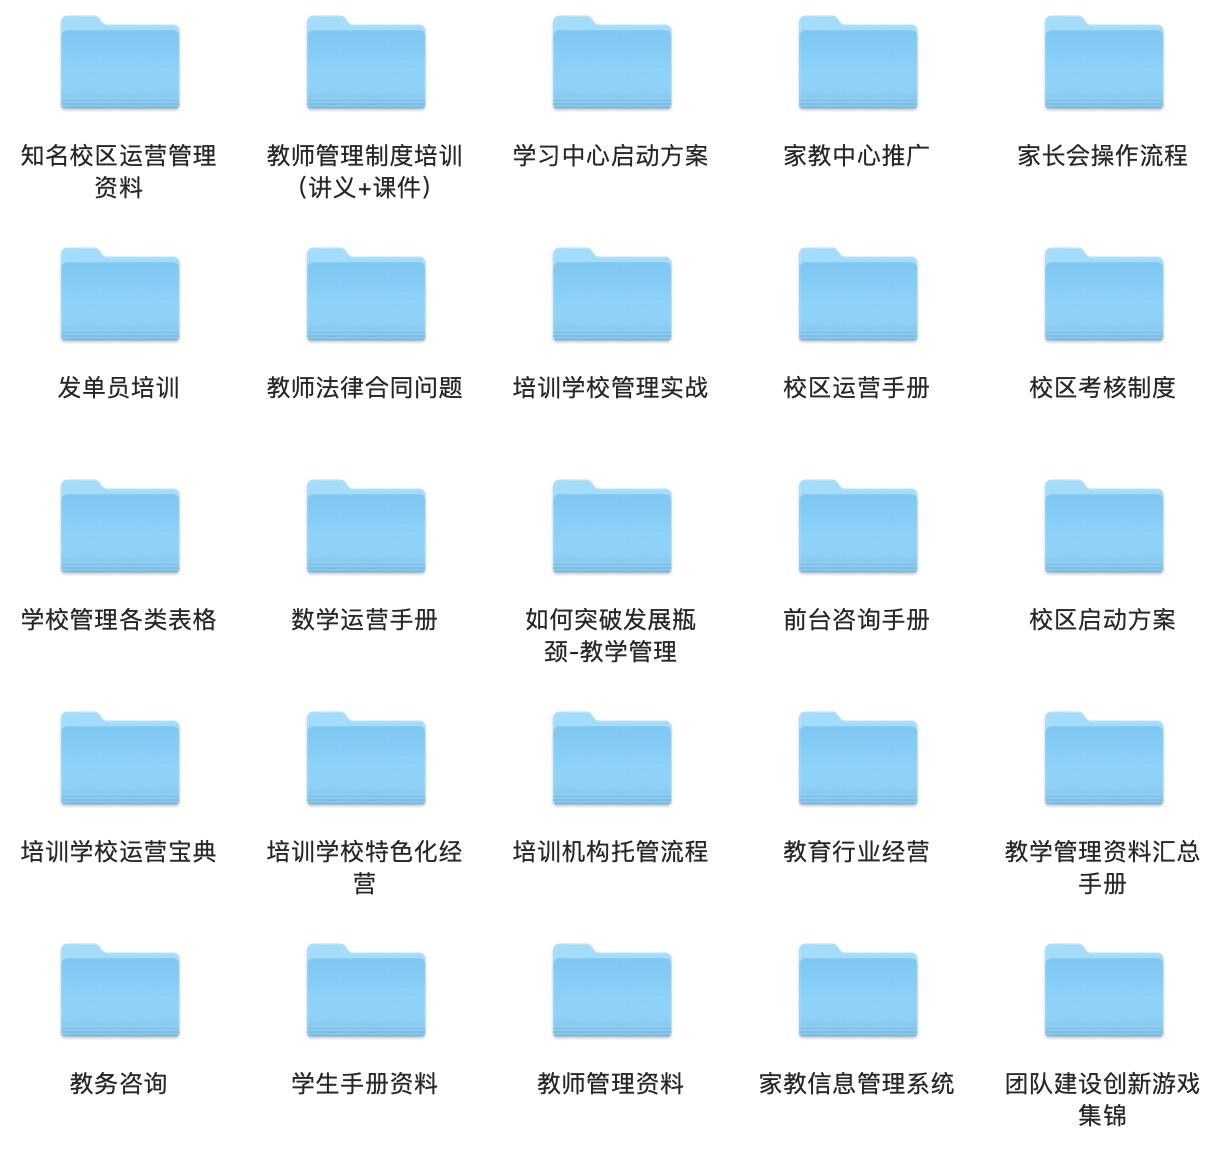 知名校区运营管理
资料
教师管理制度培训
（讲义+课件）
学习中心启动方案
家教中心推广
家长会操作流程
发单员培训
教师法律合同问题
培训学校管理实战
校区运营手册
校区考核制度
学校管理各类表格
数学运营手册
如何突破发展瓶
颈-教学管理
前台咨询手册
校区启动方案
培训学校运营宝典
培训学校特色化经
营
培训机构托管流程
教育行业经营
教学管理资料汇总
手册
教务咨询
学生手册资料
教师管理资料
家教信息管理系统
团队建设创新游戏
集锦